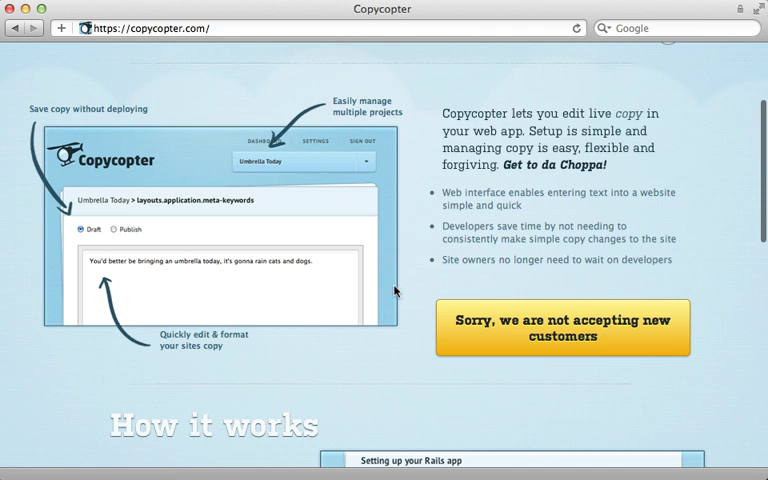 Copycopter
https://copycopter.com/
Google
Save copy without deploying
Easily manage
multiple projects
SETTINGS
SIGN OUT
Copycopter
Umbrella Today
Umbrella Today > layouts.application.meta-keywords
Draft
Publish
You'd better be bringing an umbrella today, it's gonna rain cats and dogs.
Quickly edit & format
your sites copy
Copycopter lets you edit live copy in
your web app. Setup is simple and
managing copy is easy, flexible and
forgiving. Get to da Choppa!
Web interface enables entering text into a website
simple and quick
Developers save time by not needing to
consistently make simple copy changes to the site
Site owners no longer need to wait on developers
Sorry, we are not accepting new
customers
How it works
Setting up your Rails app